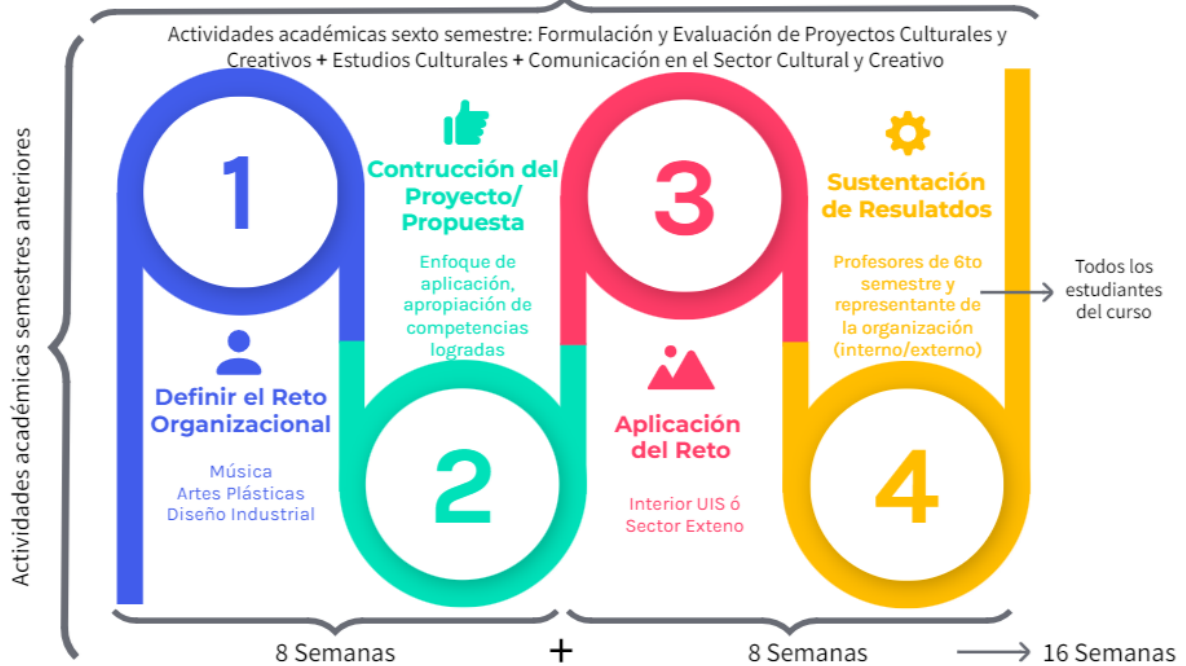 Actividades académicas sexto semestre: Formulación y Evaluación de Proyectos Culturales y
Creativos + Estudios Culturales + Comunicación en el Sector Cultural y Creativo
Actividades académicas semestres anteriores
1
Definir el Reto
Organizacional
Música
Artes Plásticas
Diseño Industrial
Contrucción del
Proyecto/
Propuesta
Enfoque de
aplicación,
apropiación de
competencias
logradas
2
3
Aplicación
del Reto
Interior UIS ó
Sector Exteno
Sustentación
de Resulatdos
Profesores de 6to
semestre y
representante de
la organización
(interno/externo)
4
Todos los
estudiantes
del curso
8 Semanas
+
8 Semanas
16 Semanas